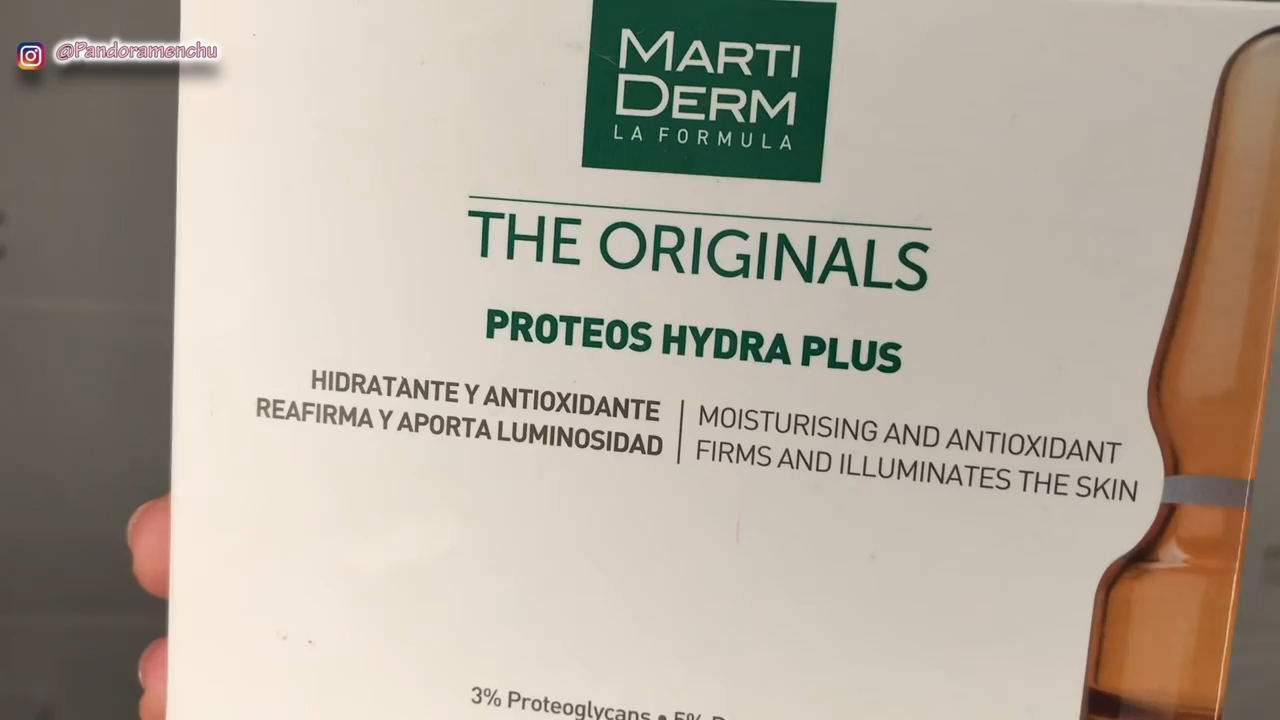 @Pandoramenchu
MARTI
DERM
LA FORMULA
THE ORIGINALS
PROTEOS HYDRA PLUS
HIDRATANTE Y ANTIOXIDANTE
REAFIRMA Y APORTA LUMINOSIDAD
MOISTURISING AND ANTIOXIDANT
FIRMS AND ILLUMINATES THE SKIN
3% Proteoglycans • 5%